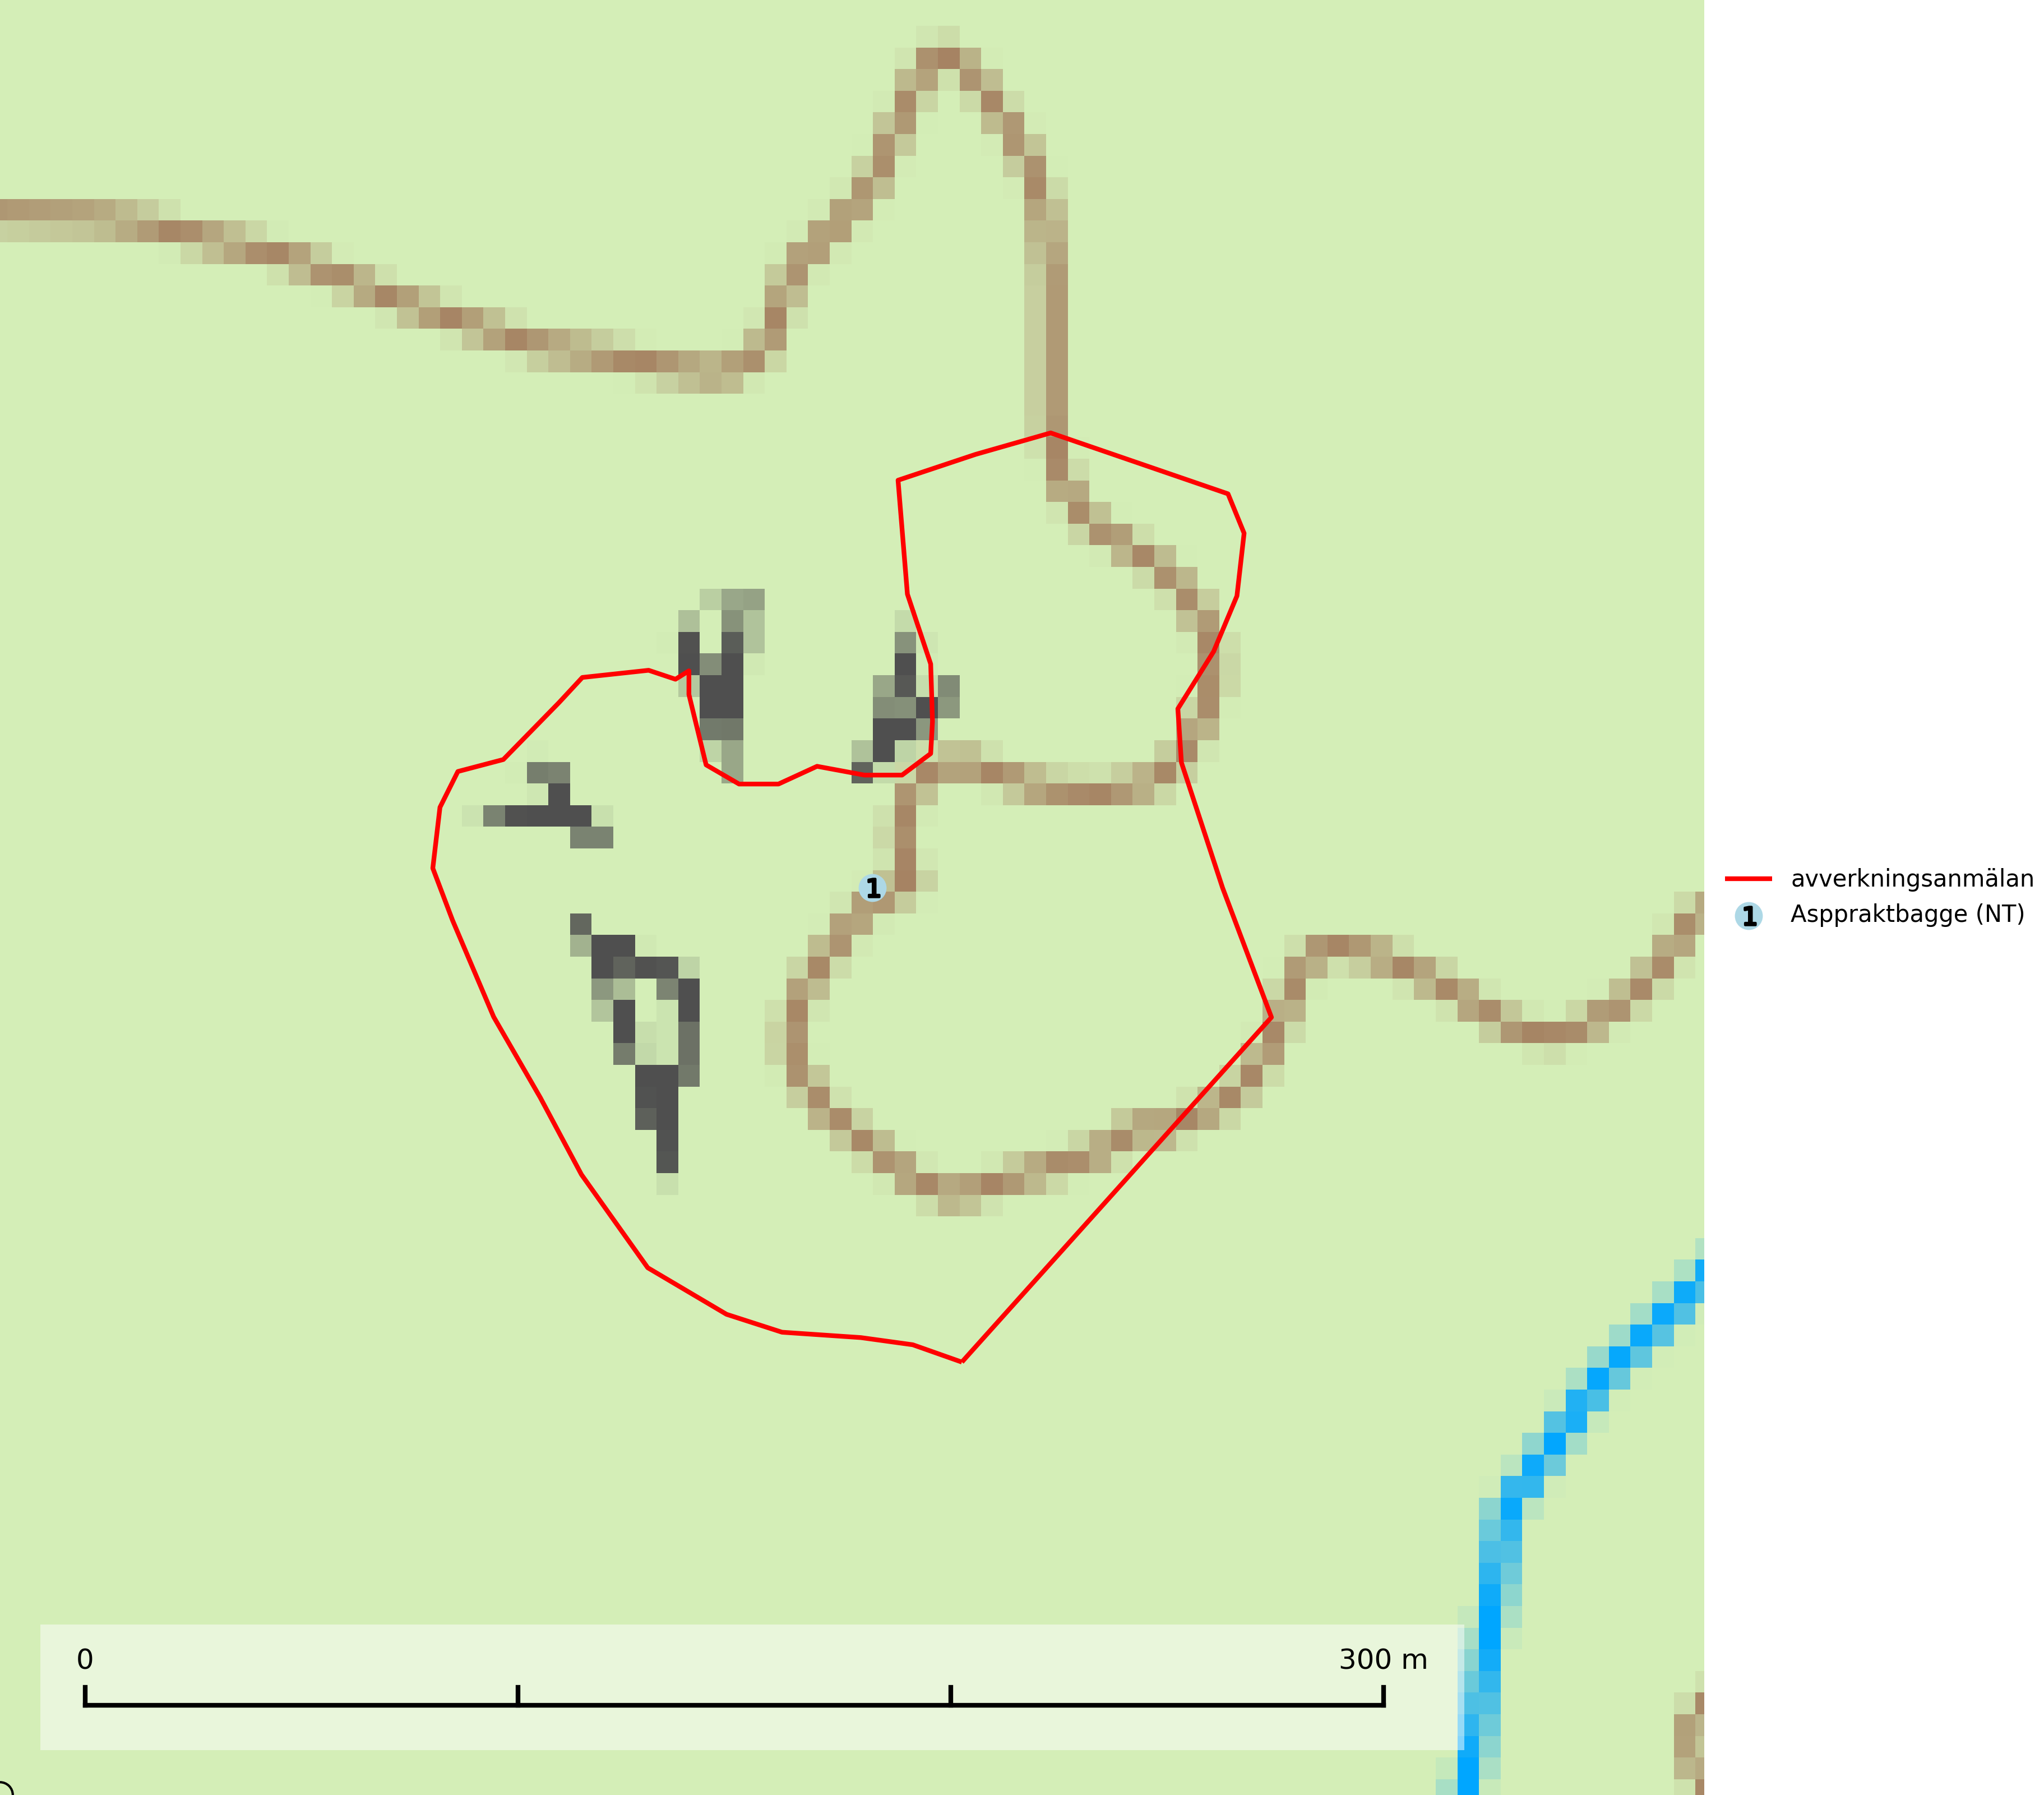 1
avverkningsanmälan
1 Asppraktbagge (NT)
0 300 m